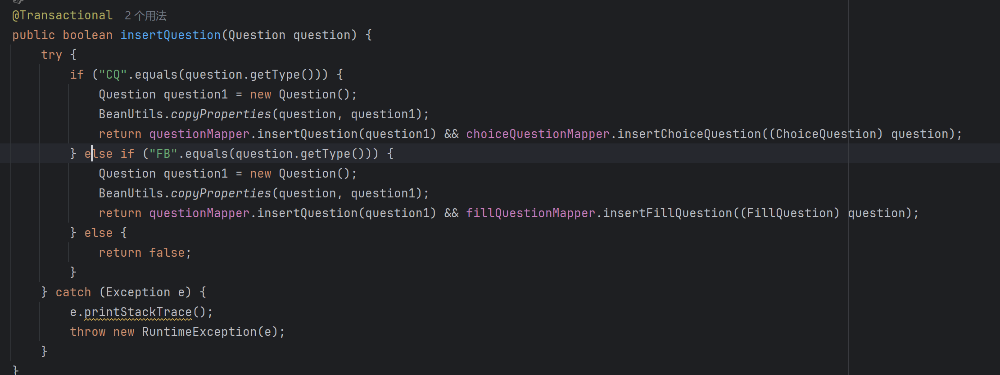 @Transactional 2 个用法
public boolean insertQuestion(Question question) {
try {
if ("CQ".equals(question.getType())) {
Question question1 = new Question();
BeanUtils.copyProperties(question, question1);
return questionMapper.insertQuestion(question1) && choiceQuestionMapper.insertChoiceQuestion((ChoiceQuestion) question);
} else if ("FB".equals(question.getType())) {
Question question1 = new Question();
BeanUtils.copyProperties(question, question1);
return questionMapper.insertQuestion(question1) && fillQuestionMapper.insertFillQuestion((FillQuestion) question);
} else {
return false;
}
} catch (Exception e) {
e.printStackTrace();
throw new RuntimeException(e);
}
}